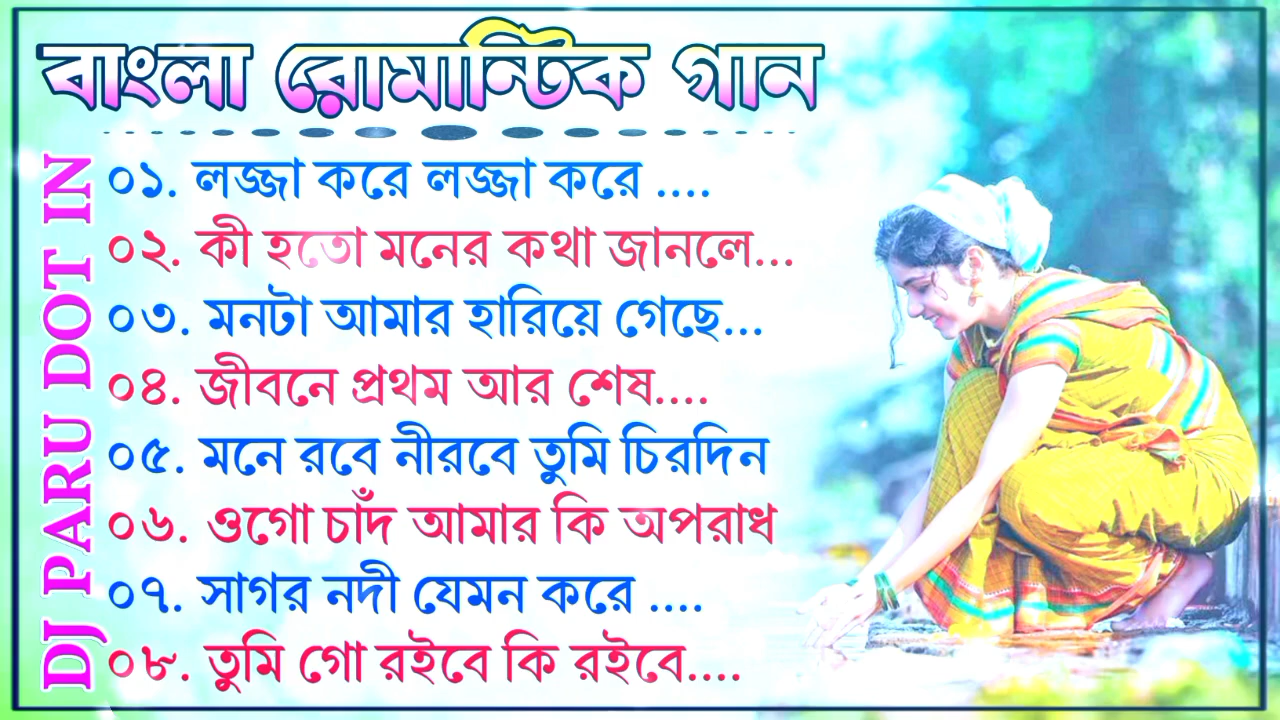 বাংলা রোমান্টিক গান
DJ PARU DOT IN
০১. লজ্জা করে লজ্জা করে ....
০২. কী হতো মনের কথা জানলে...
০৩. মনটা আমার হারিয়ে গেছে...
০৪. জীবনে প্রথম আর শেষ....
০৫. মনে রবে নীরবে তুমি চিরদিন
০৬. ওগো চাঁদ আমার কি অপরাধ
০৭. সাগর নদী যেমন করে ....
০৮. তুমি গো রইবে কি রইবে....